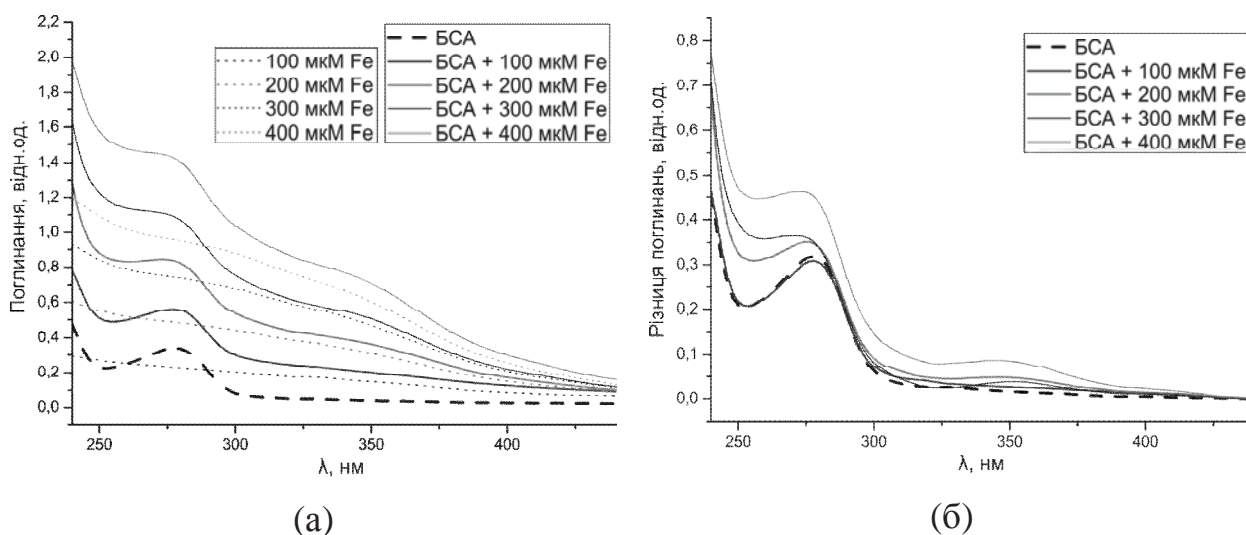 Поглинання, відн.од.
2,2
2,0
1,8
1,6
1,4
1,2
1,0
0,8
0,6
0,4
0,2
0,0
250
300
350
400
λ, нм
100 мкМ Fe
200 мкМ Fe
300 мкМ Fe
400 мкМ Fe
БСА
БСА + 100 мкМ Fe
БСА + 200 мкМ Fe
БСА + 300 мкМ Fe
БСА + 400 мкМ Fe
(а)
Різниця поглинань, відн.од.
0,8
0,7
0,6
0,5
0,4
0,3
0,2
0,1
0,0
250
300
350
400
λ, нм
БСА
БСА + 100 мкМ Fe
БСА + 200 мкМ Fe
БСА + 300 мкМ Fe
БСА + 400 мкМ Fe
(б)